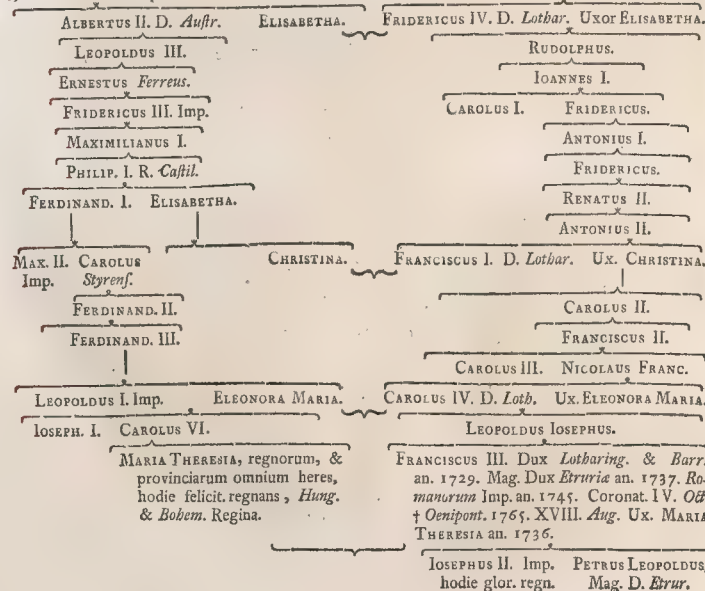 ALBERTUS II. D. Austr. ELISABETHA. FRIDERICUS IV. D. Lothar. Uxor ELISABETHA.
LEOPOLDUS III. RUDOLPHUS.
ERNESTUS Ferreus. IOANNES I.
FRIDERICUS III. Imp. CAROLUS I. FRIDERICUS.
MAXIMILIANUS I. ANTONIUS I.
PHILIP. I. R. Castil. FRIDERICUS.
FERDINAND. I. ELISABETHA. RENATUS II.
ANTONIUS II.
MAX. II. CAROLUS CHRISTINA. FRANCISCUS I. D. Lothar. Ux. CHRISTINA.
Imp. Styrens.
FERDINAND. II. CAROLUS II.
FERDINAND. III. FRANCISCUS II.
CAROLUS III. NICOLAUS FRANC.
LEOPOLDUS I. Imp. ELEONORA MARIA. CAROLUS IV. D. Loth. Ux. ELEONORA MARIA.
IOSEPH. I. CAROLUS VI. LEOPOLDUS IOSEPHUS.
MARIA THERESIA, regnorum, &
provinciarum omnium heres,
hodie felicit. regnans, Hung.
& Bohem. Regina.
FRANCISCUS III. Dux Lotharing. & Barr.
an. 1729. Mag. Dux Etruriæ an. 1737. Ro-
manorum Imp. an. 1745. Coronat. IV. Oct
† Oenipont. 1765. XVIII. Aug. Ux. MARIA
THERESIA an. 1736.
IOSEPHUS II. Imp. PETRUS LEOPOLDUS,
hodie glor. regn. Mag. D. Etrur.